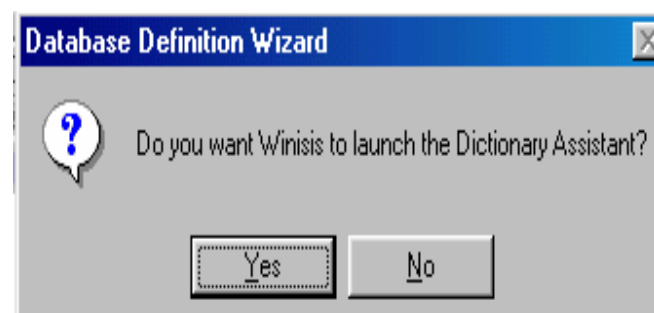 Database Definition Wizard
Do you want Winisis to launch the Dictionary Assistant?
Yes
No